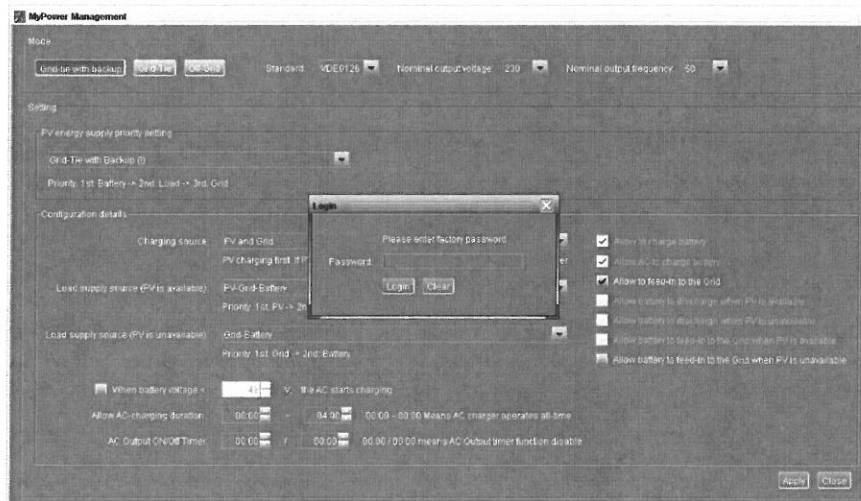 MyPower Management
Mode
Grid-tie with backup Grid-Tie Off-Grid Standard: VDE0126 Nominal output voltage: 230 Nominal output frequency: 50
Setting
PV energy supply priority setting
Grid-Tie with Backup (I)
Priority: 1st. Battery -> 2nd. Load -> 3rd. Grid
Configuration details
Login
Please enter factory password
Password:
Login Clear
Charging source: PV and Grid
PV charging first. If P er
Load supply source (PV is available): PV-Grid-Battery
Priority: 1st. PV -> 2n
Load supply source (PV is unavailable): Grid-Battery
Priority: 1st. Grid -> 2nd. Battery
Allow to charge battery
Allow AC to charge battery
Allow to feed-in to the Grid
Allow battery to discharge when PV is available
Allow battery to discharge when PV is unavailable
Allow battery to feed-in to the Grid when PV is available
Allow battery to feed-in to the Grid when PV is unavailable
When battery voltage < V, the AC starts charging
Allow AC-charging duration: 00:00 ~ 04:00 00:00 ~ 00:00 Means AC charger operates all-time
AC Output ON/Off Timer: 00:00 / 00:00 00:00 / 00:00 means AC Output timer function disable
Apply Close